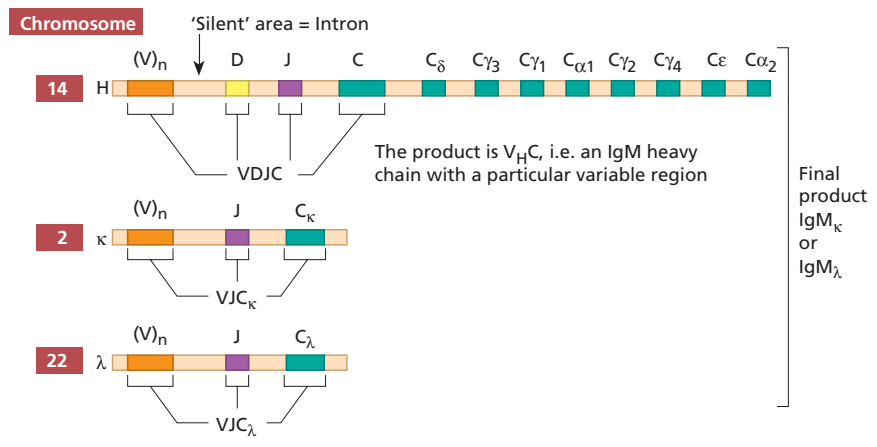 Chromosome
'Silent' area = Intron
(V)n D J C Cδ Cγ3 Cγ1 Cα1 Cγ2 Cγ4 Cε Cα2
14 H
VDJC
The product is VHC, i.e. an IgM heavy
chain with a particular variable region
(V)n J Cκ
2 κ
VJCκ
(V)n J Cλ
22 λ
VJCλ
Final
product
IgMκ
or
IgMλ